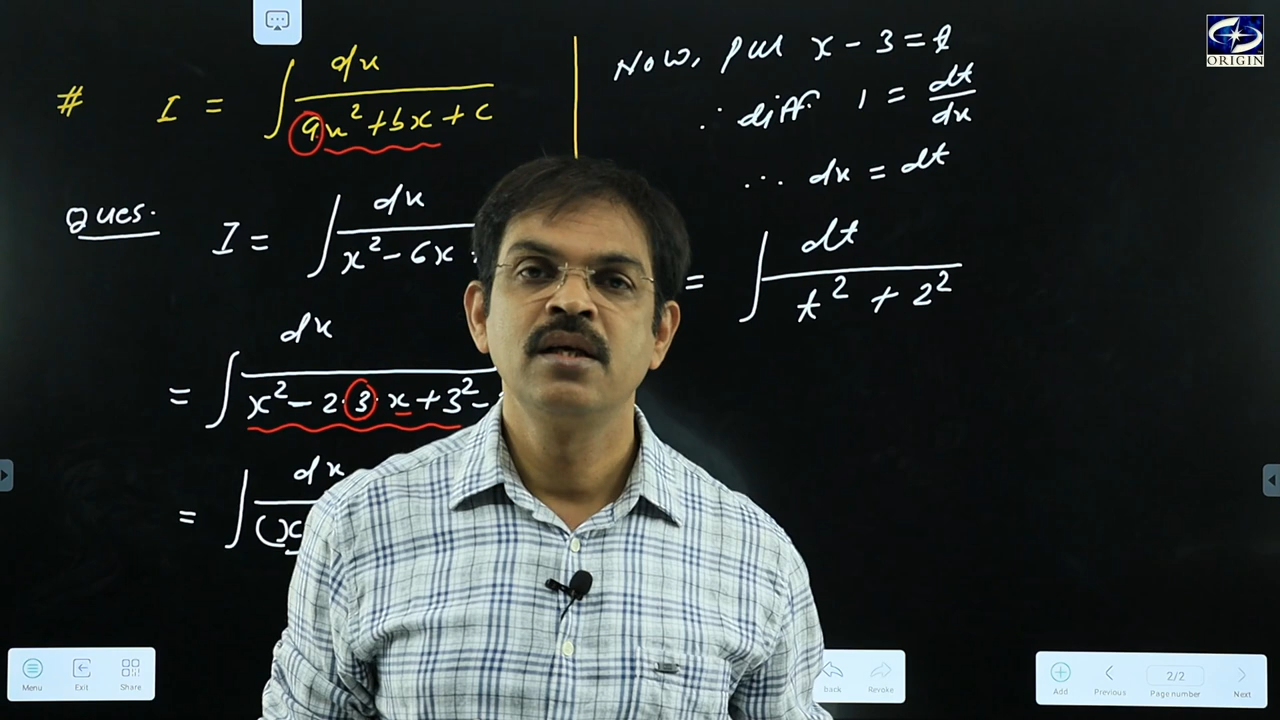 # I = ∫ dx / ax² + bx + c
Ques. I = ∫ dx / x² - 6x
= ∫ dx / x² - 2·3·x + 3² -
= ∫ dx / (x
Now, put x - 3 = t
∴ diff 1 = dt / dx
∴ dx = dt
= ∫ dt / t² + 2²
ORIGIN
Menu
Exit
Share
back
Revoke
Add
Previous
2/2
Page number
Next